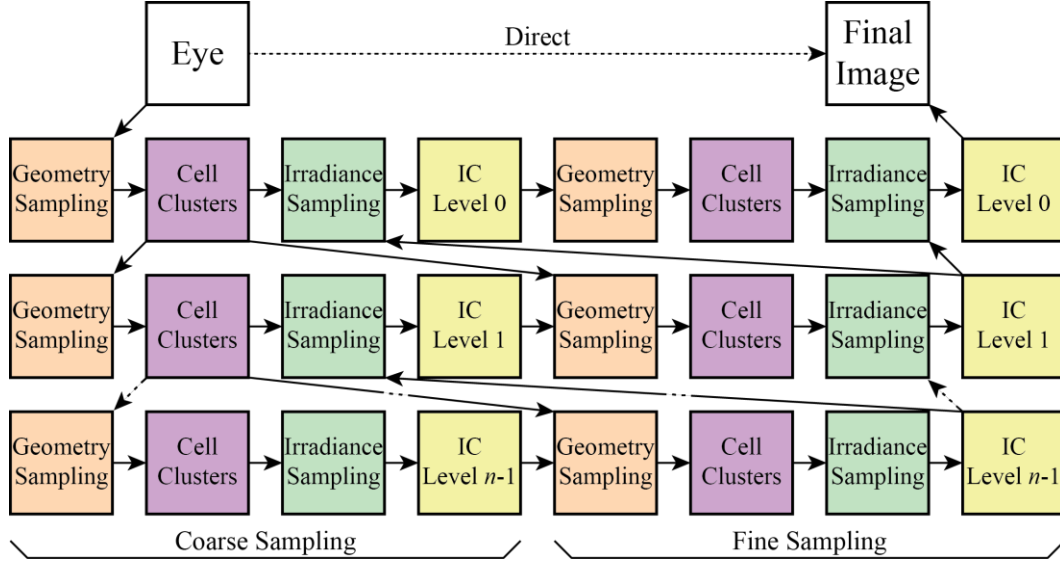 Eye
Direct
Final
Image
Geometry
Sampling
Cell
Clusters
Irradiance
Sampling
IC
Level 0
Geometry
Sampling
Cell
Clusters
Irradiance
Sampling
IC
Level 0
Geometry
Sampling
Cell
Clusters
Irradiance
Sampling
IC
Level 1
Geometry
Sampling
Cell
Clusters
Irradiance
Sampling
IC
Level 1
Geometry
Sampling
Cell
Clusters
Irradiance
Sampling
IC
Level n-1
Geometry
Sampling
Cell
Clusters
Irradiance
Sampling
IC
Level n-1
Coarse Sampling
Fine Sampling